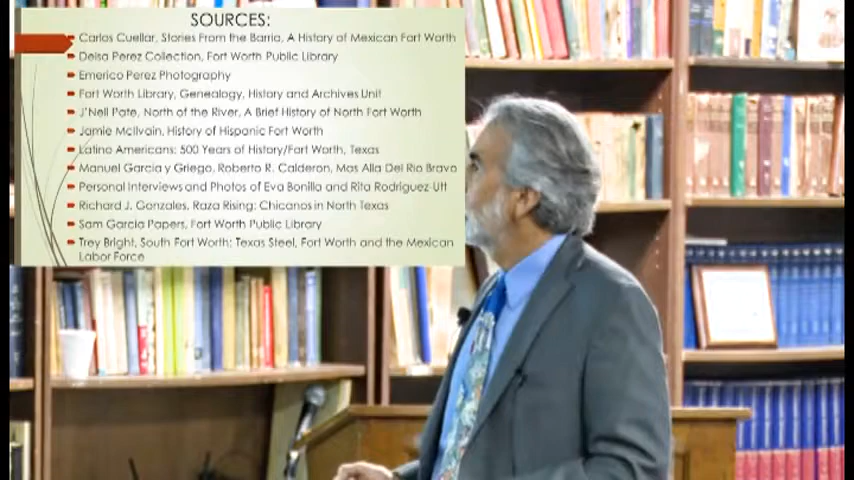 SOURCES:
Carlos Cuellar, Stories From the Barria, A History of Mexican Fort Worth
Delsa Perez Collection, Fort Worth Public Library
Emerico Perez Photography
Fort Worth Library, Genealogy, History and Archives Unit
J'Nell Pate, North of the River, A Brief History of North Fort Worth
Jamie McIlvain, History of Hispanic Fort Worth
Latino Americans: 500 Years of History/Fort Worth, Texas
Manuel Garcia y Griego, Roberto R. Calderon, Mas Alla Del Rio Bravo
Personal Interviews and Photos of Eva Bonilla and Rita Rodriguez-Utt
Richard J. Gonzales, Raza Rising: Chicanos in North Texas
Sam Garcia Papers, Fort Worth Public Library
Trey Bright, South Fort Worth: Texas Steel, Fort Worth and the Mexican
Labor Force